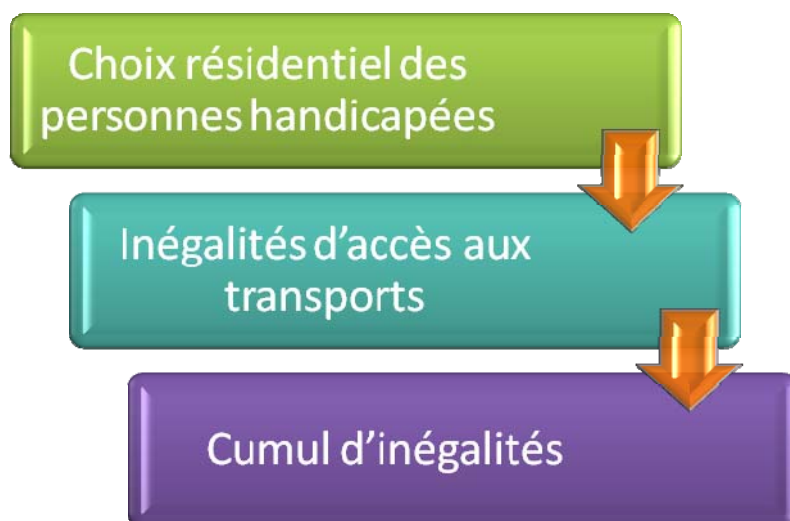 Choix résidentiel des
personnes handicapées
Inégalités d'accès aux
transports
Cumul d'inégalités